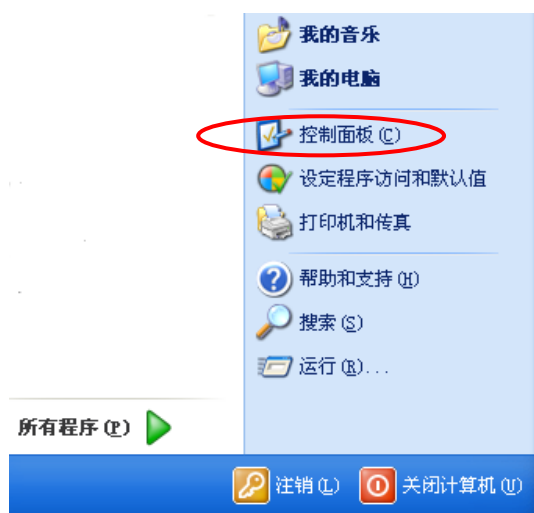 我的音乐
我的电脑
控制面板(C)
设定程序访问和默认值
打印机和传真
帮助和支持(H)
搜索(S)
运行(R)...
所有程序(P)
注销(L) 关闭计算机(U)